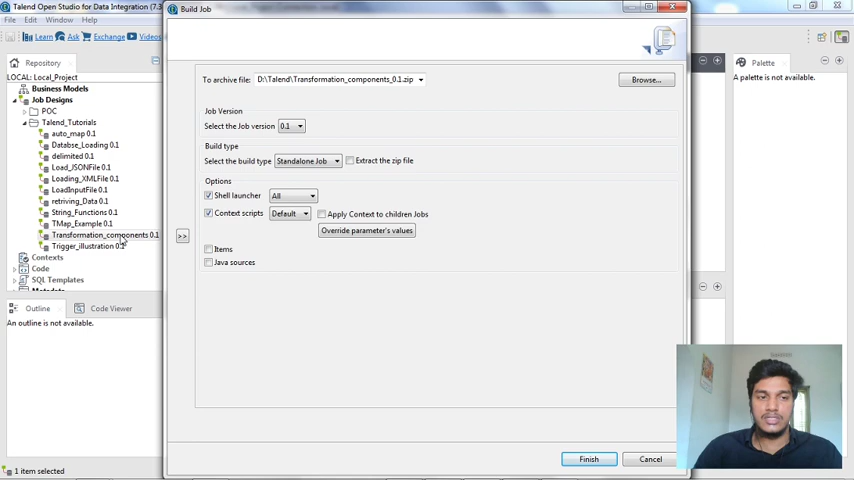 Talend Open Studio for Data Integration (7.3
Build Job
File Edit Window Help
Learn Ask Exchange Videos
Repository
LOCAL: Local_Project
Business Models
Job Designs
POC
Talend_Tutorials
auto_map 0.1
Databse_Loading 0.1
delimited 0.1
Load_JSONFile 0.1
Loading_XMLFile 0.1
LoadInputFile 0.1
retriving_Data 0.1
String_Functions 0.1
TMap_Example 0.1
Transformation_components 0.1
Trigger_illustration 0.1
Contexts
Code
SQL Templates
Metadata
Outline
Code Viewer
An outline is not available.
1 item selected
To archive file: D:\Talend\Transformation_components_0.1.zip
Browse...
Job Version
Select the Job version 0.1
Build type
Select the build type Standalone Job Extract the zip file
Options
Shell launcher All
Context scripts Default Apply Context to children Jobs
Override parameter's values
>>
Items
Java sources
Finish
Cancel
Palette
A palette is not available.